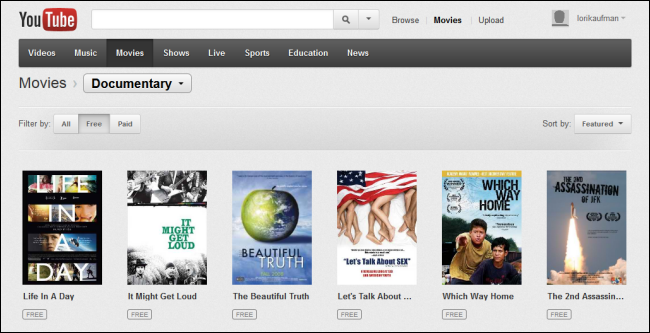 YouTube Browse Movies Upload lorikaufman
Videos Music Movies Shows Live Sports Education News
Movies › Documentary
Filter by: All Free Paid Sort by: Featured
LIFE
IN
A
DAY
IT
MIGHT
GET
LOUD
BEAUTIFUL
TRUTH
"Let's Talk About SEX"
WHICH
WAY
HOME
THE 2ND
ASSASSINATION
OF JFK
Life In A Day It Might Get Loud The Beautiful Truth Let's Talk About ... Which Way Home The 2nd Assassin...
FREE FREE FREE FREE FREE FREE